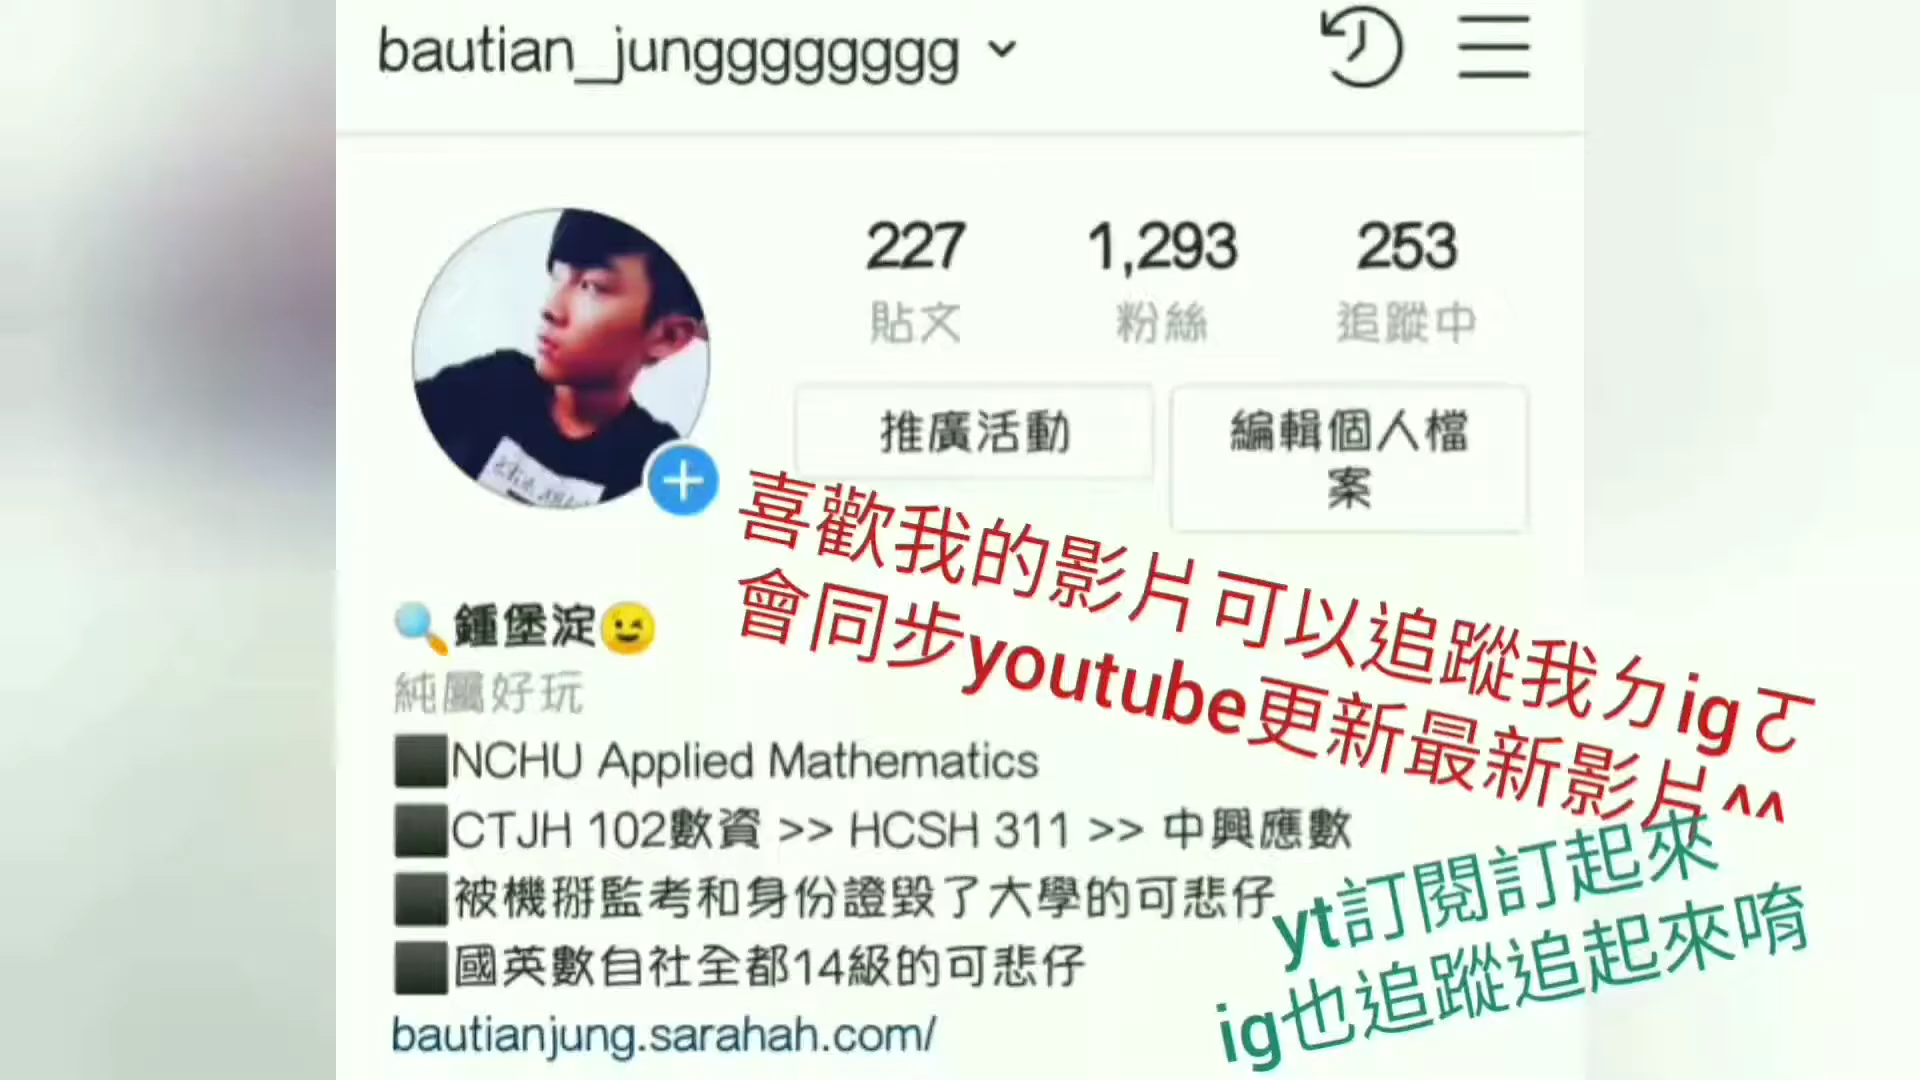 bautian_junggggggggg
227
1,293
253
貼文
粉絲
追蹤中
推廣活動
編輯個人檔
案
喜歡我的影片可以追蹤我ㄉigㄛ
會同步youtube更新最新影片^^
鍾堡淀
純屬好玩
NCHU Applied Mathematics
CTJH 102數資 >> HCSH 311 >> 中興應數
被機掰監考和身份證毀了大學的可悲仔
國英數自社全都14級的可悲仔
bautianjung.sarahah.com/
yt訂閱訂起來
ig也追蹤追起來唷